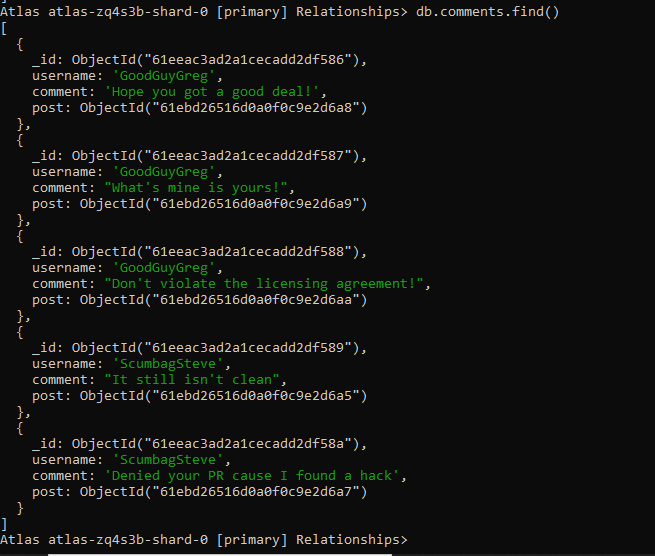 Atlas atlas-zq4s3b-shard-0 [primary] Relationships> db.comments.find()
[
  {
    _id: ObjectId("61eeac3ad2a1cecadd2df586"),
    username: 'GoodGuyGreg',
    comment: 'Hope you got a good deal!',
    post: ObjectId("61ebd26516d0a0f0c9e2d6a8")
  },
  {
    _id: ObjectId("61eeac3ad2a1cecadd2df587"),
    username: 'GoodGuyGreg',
    comment: "What's mine is yours!",
    post: ObjectId("61ebd26516d0a0f0c9e2d6a9")
  },
  {
    _id: ObjectId("61eeac3ad2a1cecadd2df588"),
    username: 'GoodGuyGreg',
    comment: "Don't violate the licensing agreement!",
    post: ObjectId("61ebd26516d0a0f0c9e2d6aa")
  },
  {
    _id: ObjectId("61eeac3ad2a1cecadd2df589"),
    username: 'ScumbagSteve',
    comment: "It still isn't clean",
    post: ObjectId("61ebd26516d0a0f0c9e2d6a5")
  },
  {
    _id: ObjectId("61eeac3ad2a1cecadd2df58a"),
    username: 'ScumbagSteve',
    comment: 'Denied your PR cause I found a hack',
    post: ObjectId("61ebd26516d0a0f0c9e2d6a7")
  }
]
Atlas atlas-zq4s3b-shard-0 [primary] Relationships>